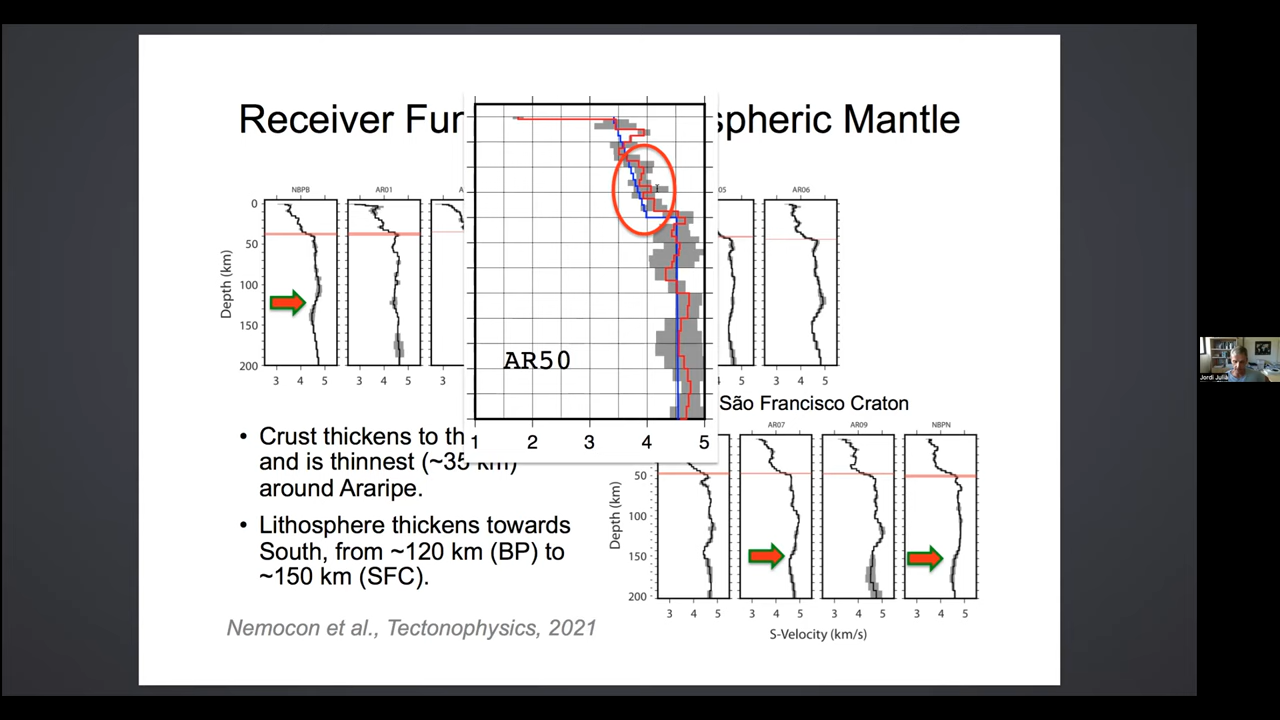 Receiver Fun
spheric Mantle
NBPB
AR01
A
05
AR06
0
50
100
150
200
Depth (km)
3 4 5
3 4 5
3
4 5
3 4 5
AR50
1 2 3 4 5
São Francisco Craton
• Crust thickens to th
and is thinnest (~35 km)
around Araripe.
• Lithosphere thickens towards
South, from ~120 km (BP) to
~150 km (SFC).
AR07
AR09
NBPN
50
100
150
200
Depth (km)
3 4 5
3 4 5
3 4 5
3 4 5
S-Velocity (km/s)
Nemocon et al., Tectonophysics, 2021